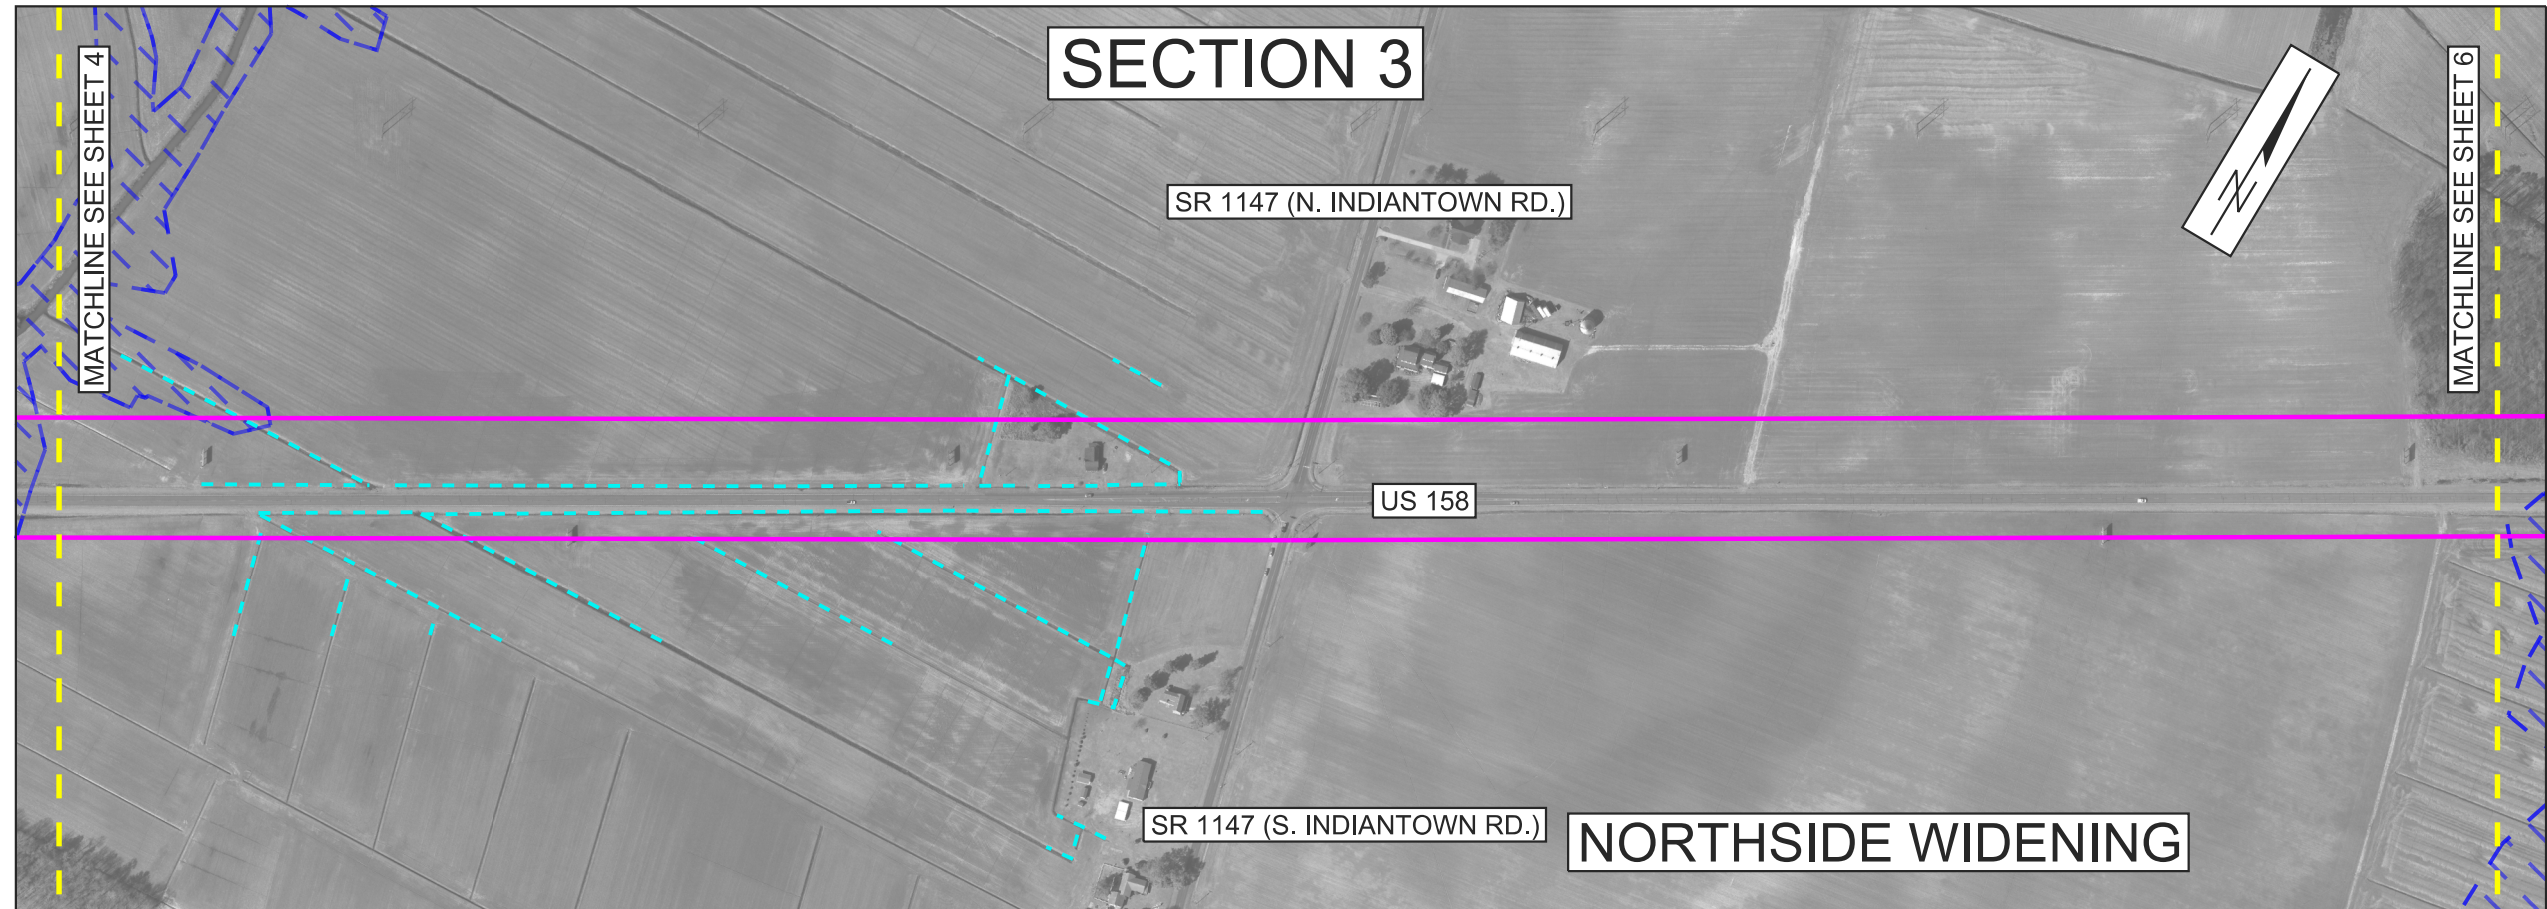 SECTION 3
MATCHLINE SEE SHEET 4
MATCHLINE SEE SHEET 6
SR 1147 (N. INDIANTOWN RD.)
N
US 158
SR 1147 (S. INDIANTOWN RD.)
NORTHSIDE WIDENING